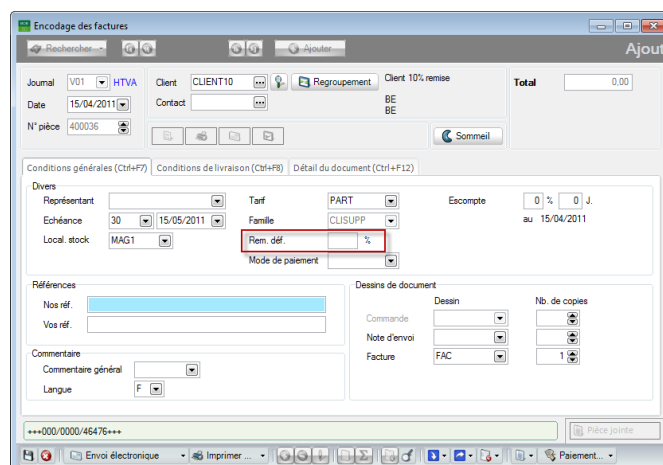 Encodage des factures
Rechercher Ajouter Ajout
Journal V01 HTVA Client CLIENT10 Regroupement Client 10% remise Total 0,00
Date 15/04/2011 Contact BE
BE
N° pièce 400036 Sommeil
Conditions générales (Ctrl+F7) Conditions de livraison (Ctrl+F8) Détail du document (Ctrl+F12)
Divers
Représentant Tarif PART Escompte 0 % 0 J.
Echéance 30 15/05/2011 Famille CLISUPP au 15/04/2011
Local. stock MAG1 Rem. déf. %
Mode de paiement
Références Dessins de document
Nos réf. Dessin Nb. de copies
Vos réf. Commande
Note d'envoi
Commentaire Facture FAC 1
Commentaire général
Langue F
+++000/0000/46476+++ Pièce jointe
Envoi électronique Imprimer ... Paiement...